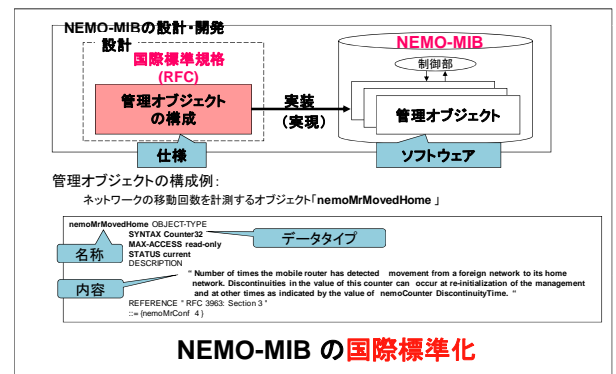 NEMO-MIBの設計・開発
設計
国際標準規格
(RFC)
管理オブジェクト
の構成
仕様
実装
(実現)
NEMO-MIB
制御部
管理オブジェクト
ソフトウェア
管理オブジェクトの構成例：
ネットワークの移動回数を計測するオブジェクト「nemoMrMovedHome 」
nemoMrMovedHome OBJECT-TYPE
SYNTAX Counter32
MAX-ACCESS read-only
STATUS current
DESCRIPTION
" Number of times the mobile router has detected movement from a foreign network to its home
network. Discontinuities in the value of this counter can occur at re-initialization of the management
and at other times as indicated by the value of nemoCounter DiscontinuityTime. "
REFERENCE " RFC 3963: Section 3 "
::= {nemoMrConf 4 }
名称
データタイプ
内容
NEMO-MIB の国際標準化